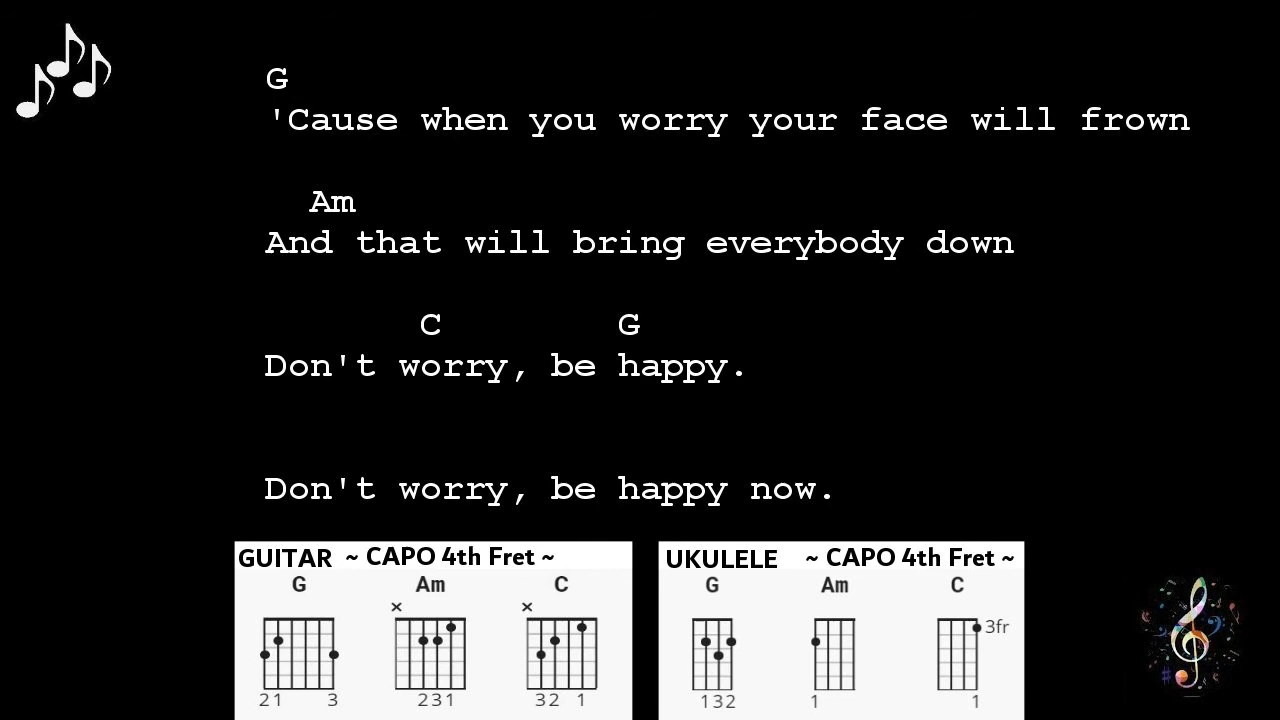 G
'Cause when you worry your face will frown
Am
And that will bring everybody down
C G
Don't worry, be happy.
Don't worry, be happy now.
GUITAR ~ CAPO 4th Fret ~
G Am C
× ×
21 3 231 32 1
UKULELE ~ CAPO 4th Fret ~
G Am C
3fr
132 1 1